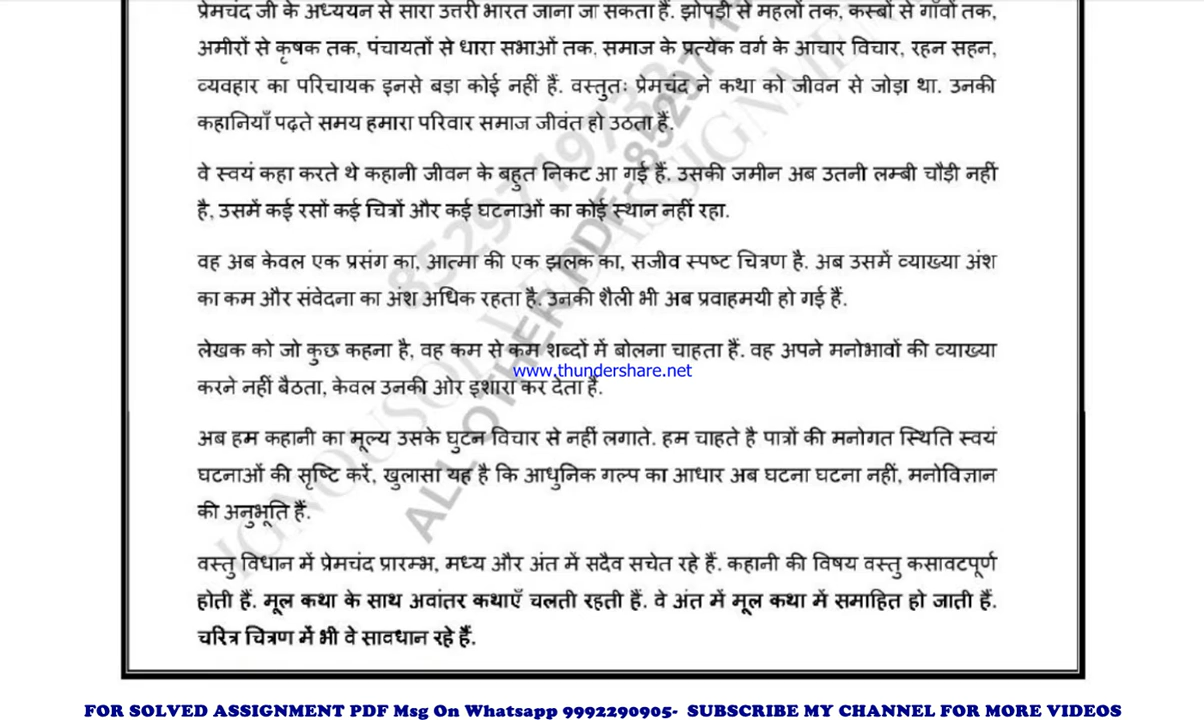 प्रेमचंद जी के अध्ययन से सारा उत्तरी भारत जाना जा सकता हैं. झोपड़ी से महलों तक, कस्बों से गाँवों तक,
अमीरों से कृषक तक, पंचायतों से धारा सभाओं तक, समाज के प्रत्येक वर्ग के आचार विचार, रहन सहन,
व्यवहार का परिचायक इनसे बड़ा कोई नहीं हैं. वस्तुतः प्रेमचंद ने कथा को जीवन से जोड़ा था. उनकी
कहानियाँ पढ़ते समय हमारा परिवार समाज जीवंत हो उठता हैं.
वे स्वयं कहा करते थे कहानी जीवन के बहुत निकट आ गई हैं. उसकी जमीन अब उतनी लम्बी चौड़ी नहीं
है, उसमें कई रसों कई चित्रों और कई घटनाओं का कोई स्थान नहीं रहा.
वह अब केवल एक प्रसंग का, आत्मा की एक झलक का, सजीव स्पष्ट चित्रण है. अब उसमें व्याख्या अंश
का कम और संवेदना का अंश अधिक रहता है. उनकी शैली भी अब प्रवाहमयी हो गई हैं.
लेखक को जो कुछ कहना है, वह कम से कम शब्दों में बोलना चाहता हैं. वह अपने मनोभावों की व्याख्या
www.thundershare.net
करने नहीं बैठता, केवल उनकी ओर इशारा कर देता हैं.
अब हम कहानी का मूल्य उसके घुटन विचार से नहीं लगाते. हम चाहते है पात्रों की मनोगत स्थिति स्वयं
घटनाओं की सृष्टि करें, खुलासा यह है कि आधुनिक गल्प का आधार अब घटना घटना नहीं, मनोविज्ञान
की अनुभूति हैं.
वस्तु विधान में प्रेमचंद प्रारम्भ, मध्य और अंत में सदैव सचेत रहे हैं. कहानी की विषय वस्तु कसावटपूर्ण
होती हैं. मूल कथा के साथ अवांतर कथाएँ चलती रहती हैं. वे अंत में मूल कथा में समाहित हो जाती हैं.
चरित्र चित्रण में भी वे सावधान रहे हैं.
FOR SOLVED ASSIGNMENT PDF Msg On Whatsapp 9992290905- SUBSCRIBE MY CHANNEL FOR MORE VIDEOS